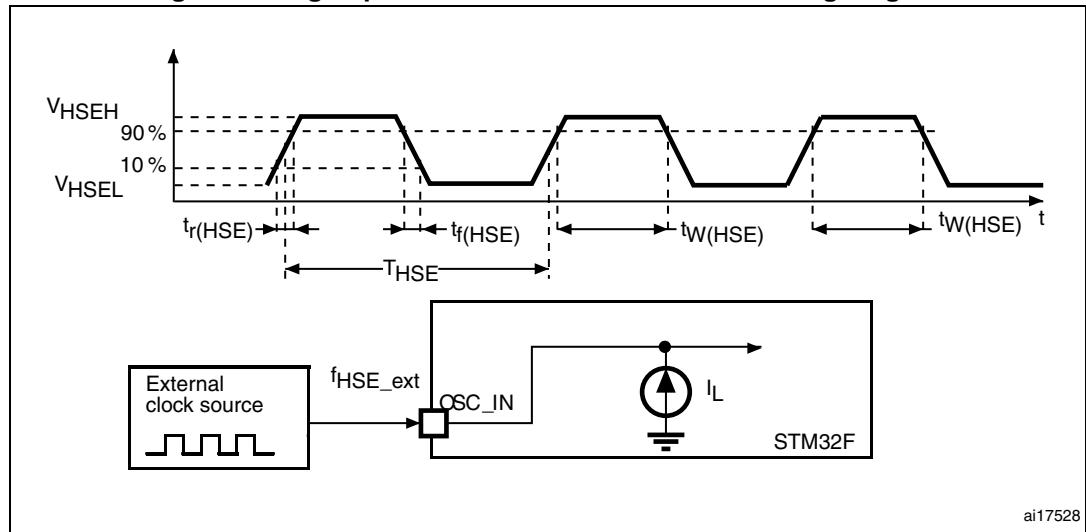 VHSEH
90 %
10 %
VHSEL
tr(HSE)
tf(HSE)
tW(HSE)
tW(HSE)
t
THSE
External
clock source
fHSE_ext
OSC_IN
IL
STM32F
ai17528